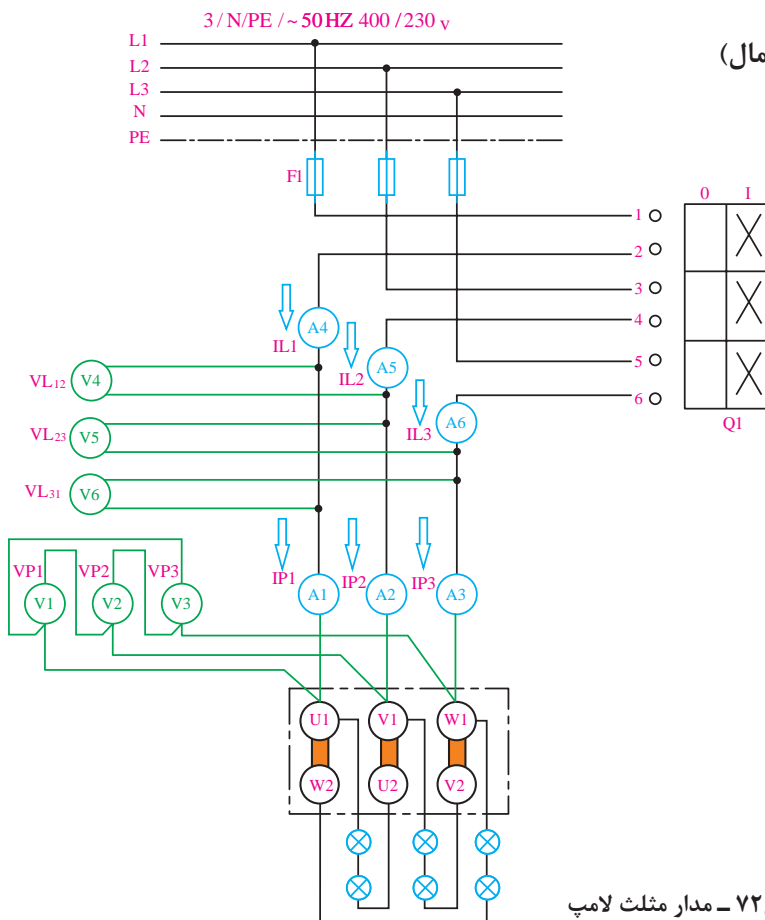 3 / N/PE / ~ 50HZ 400 / 230 v
L1
L2
مال)
L3
N
PE
F1
0 I
1
2
3
4
5
6
Q1
A4
IL1
A5
IL2
A6
IL3
VL12 V4
VL23 V5
VL31 V6
VP1 VP2 VP3
V1 V2 V3
IP1 IP2 IP3
A1 A2 A3
U1 V1 W1
W2 U2 V2
۷۲ – مدار مثلث لامپ